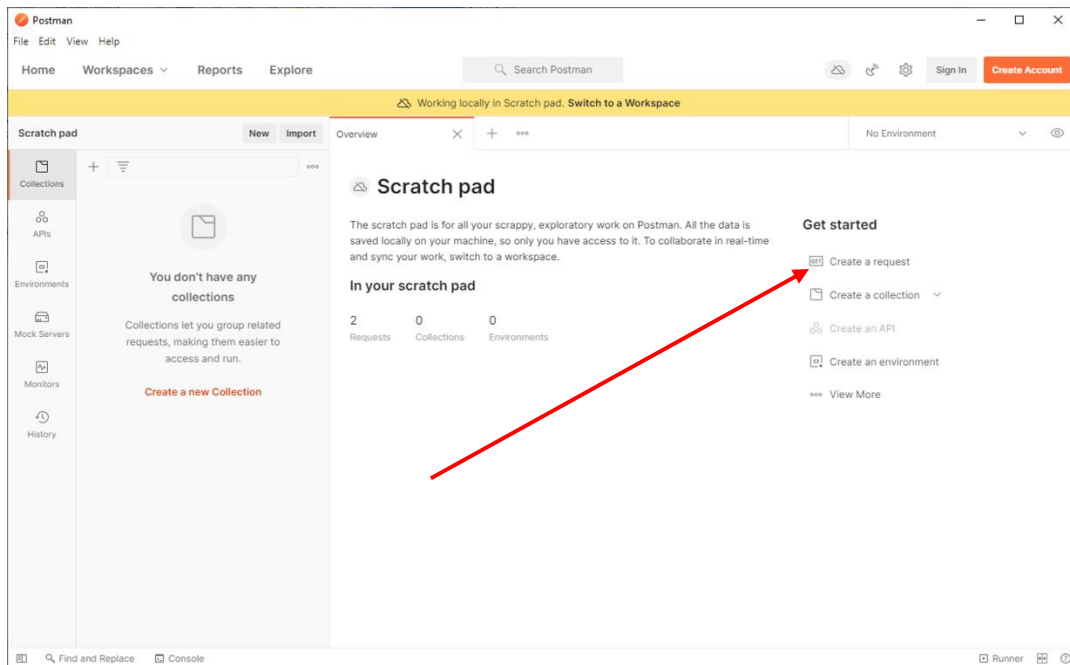 Postman
File Edit View Help
Home Workspaces Reports Explore
Search Postman
Sign In
Create Account
Working locally in Scratch pad. Switch to a Workspace
Scratch pad
New Import
Overview
No Environment
Collections
APIs
Environments
Mock Servers
Monitors
History
You don't have any
collections
Collections let you group related
requests, making them easier to
access and run.
Create a new Collection
Scratch pad
The scratch pad is for all your scrappy, exploratory work on Postman. All the data is
saved locally on your machine, so only you have access to it. To collaborate in real-time
and sync your work, switch to a workspace.
In your scratch pad
2 0 0
Requests Collections Environments
Get started
GET Create a request
Create a collection
Create an API
Create an environment
View More
Find and Replace Console
Runner